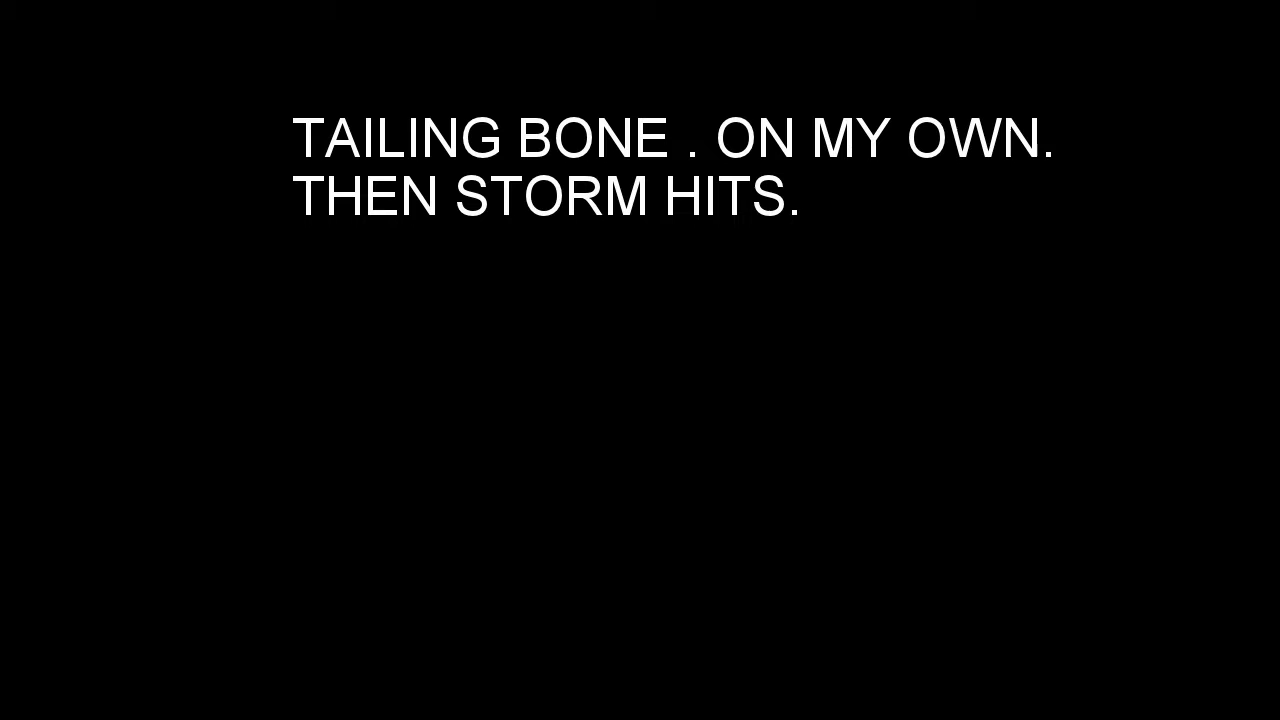 TAILING BONE . ON MY OWN.
THEN STORM HITS.